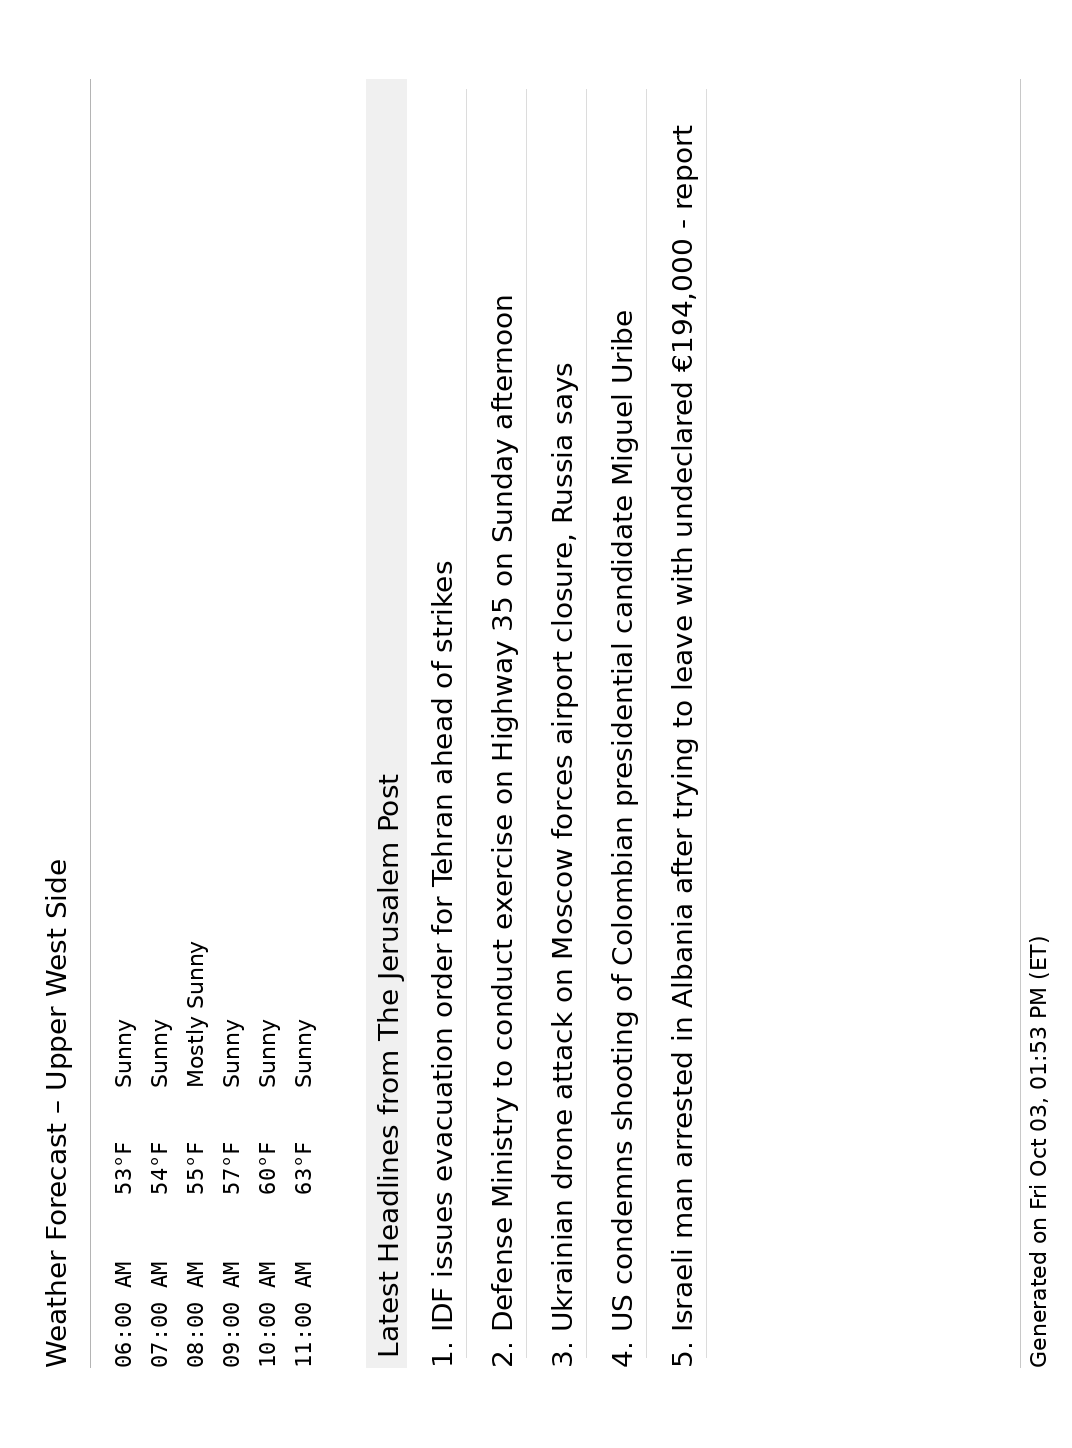 Weather Forecast – Upper West Side
06:00 AM 53°F Sunny
07:00 AM 54°F Sunny
08:00 AM 55°F Mostly Sunny
09:00 AM 57°F Sunny
10:00 AM 60°F Sunny
11:00 AM 63°F Sunny
Latest Headlines from The Jerusalem Post
1. IDF issues evacuation order for Tehran ahead of strikes
2. Defense Ministry to conduct exercise on Highway 35 on Sunday afternoon
3. Ukrainian drone attack on Moscow forces airport closure, Russia says
4. US condemns shooting of Colombian presidential candidate Miguel Uribe
5. Israeli man arrested in Albania after trying to leave with undeclared €194,000 - report
Generated on Fri Oct 03, 01:53 PM (ET)